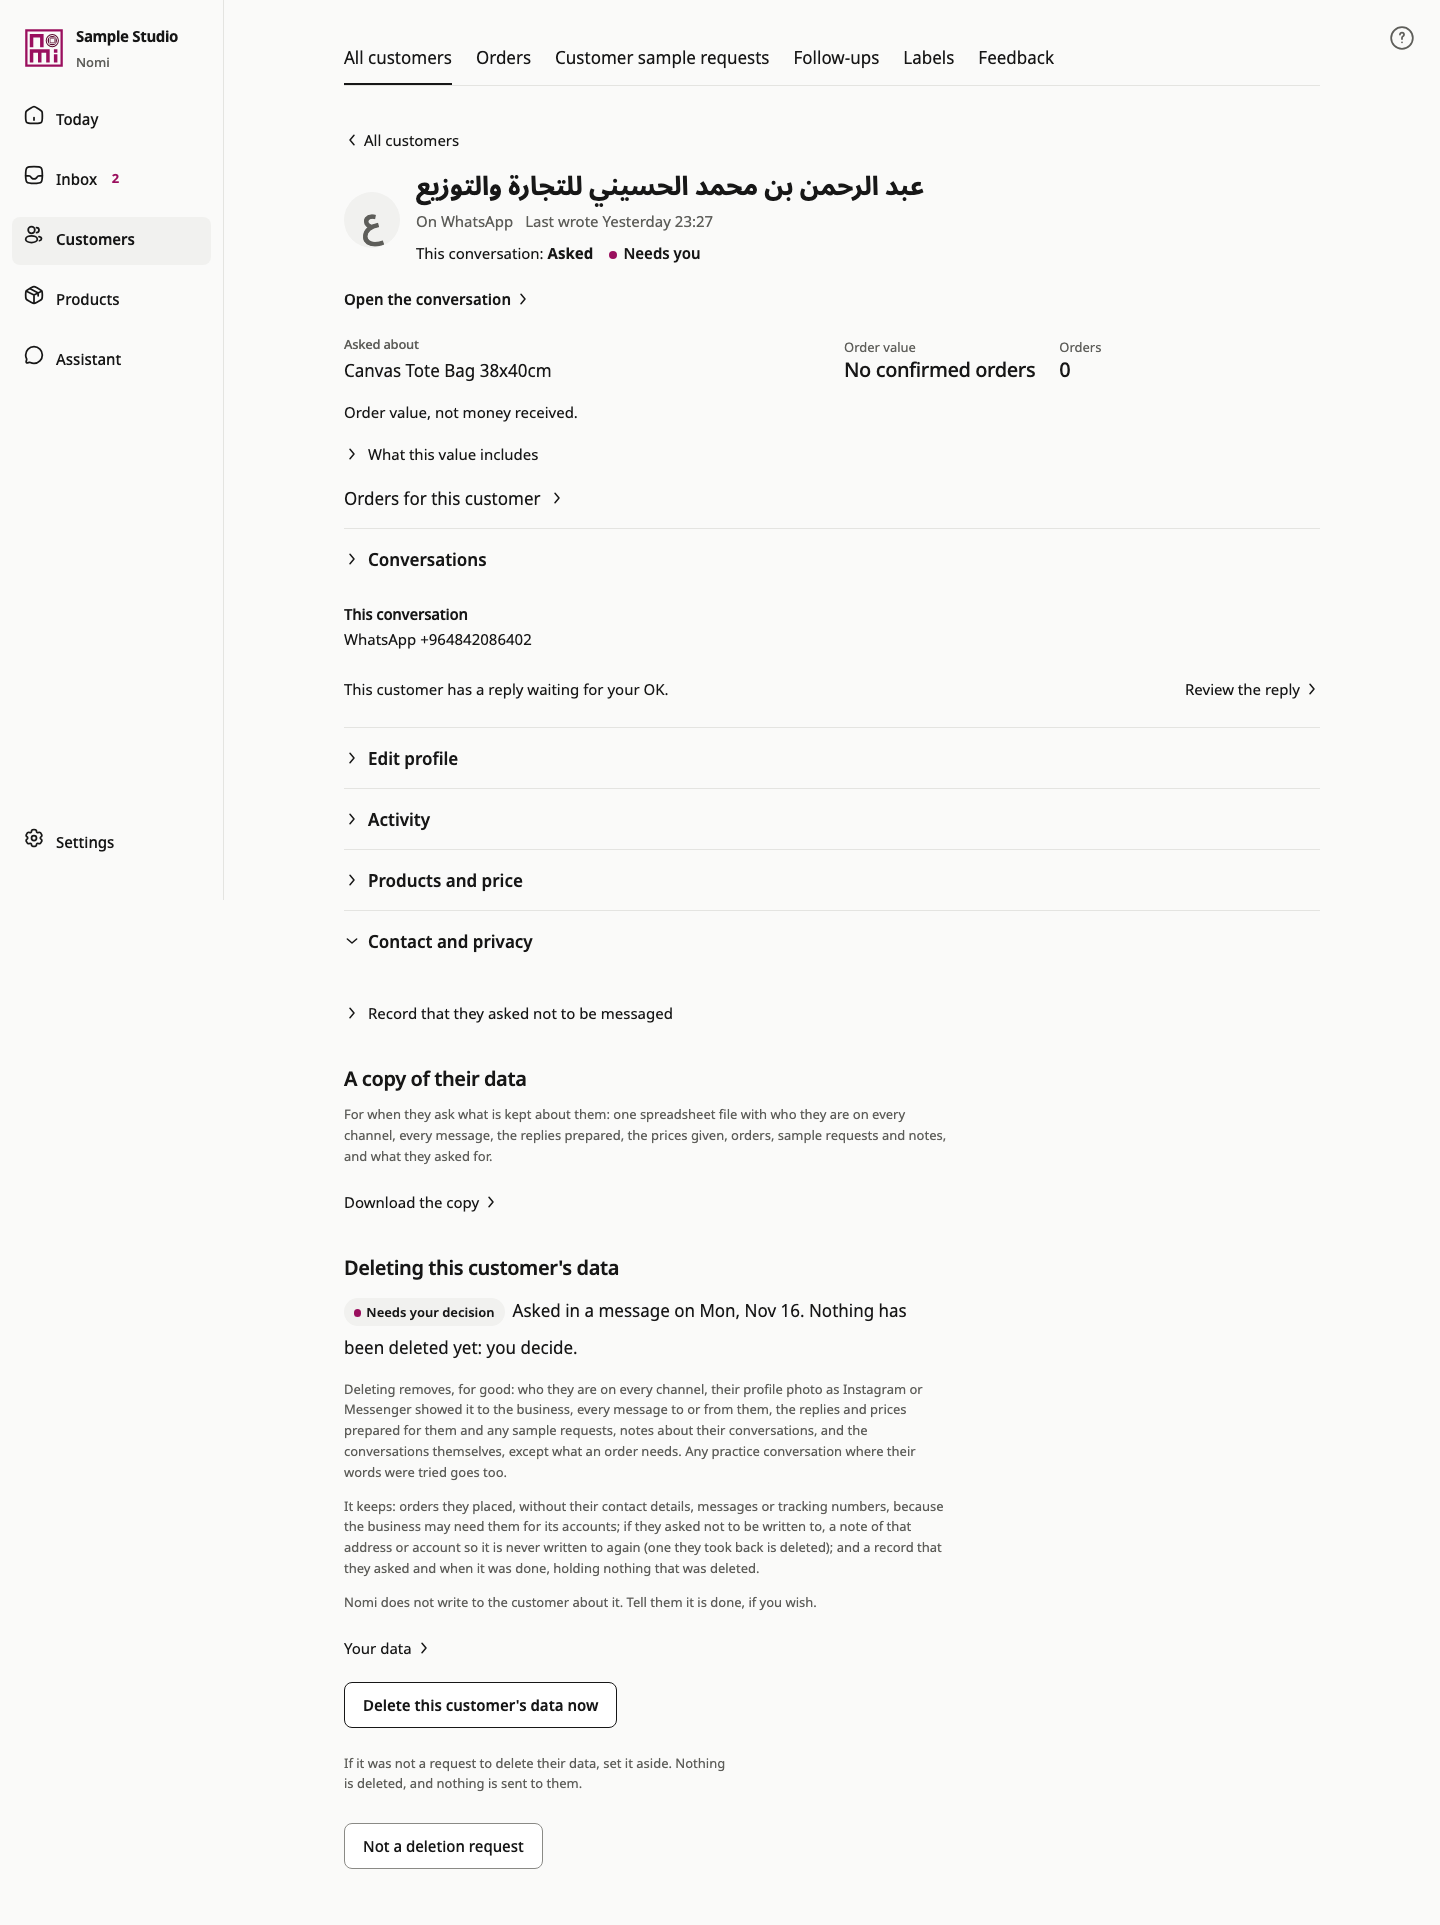 nomi
Sample Studio
Nomi
Today
Inbox 2
Customers
Products
Assistant
Settings
All customers Orders Customer sample requests Follow-ups Labels Feedback
All customers
ع
عبد الرحمن بن محمد الحسيني للتجارة والتوزيع
On WhatsApp Last wrote Yesterday 23:27
This conversation: Asked Needs you
Open the conversation
Asked about
Canvas Tote Bag 38x40cm
Order value
No confirmed orders
Orders
0
Order value, not money received.
What this value includes
Orders for this customer
Conversations
This conversation
WhatsApp +964842086402
This customer has a reply waiting for your OK.
Review the reply
Edit profile
Activity
Products and price
Contact and privacy
Record that they asked not to be messaged
A copy of their data
For when they ask what is kept about them: one spreadsheet file with who they are on every
channel, every message, the replies prepared, the prices given, orders, sample requests and notes,
and what they asked for.
Download the copy
Deleting this customer's data
Needs your decision Asked in a message on Mon, Nov 16. Nothing has
been deleted yet: you decide.
Deleting removes, for good: who they are on every channel, their profile photo as Instagram or
Messenger showed it to the business, every message to or from them, the replies and prices
prepared for them and any sample requests, notes about their conversations, and the
conversations themselves, except what an order needs. Any practice conversation where their
words were tried goes too.
It keeps: orders they placed, without their contact details, messages or tracking numbers, because
the business may need them for its accounts; if they asked not to be written to, a note of that
address or account so it is never written to again (one they took back is deleted); and a record that
they asked and when it was done, holding nothing that was deleted.
Nomi does not write to the customer about it. Tell them it is done, if you wish.
Your data
Delete this customer's data now
If it was not a request to delete their data, set it aside. Nothing
is deleted, and nothing is sent to them.
Not a deletion request